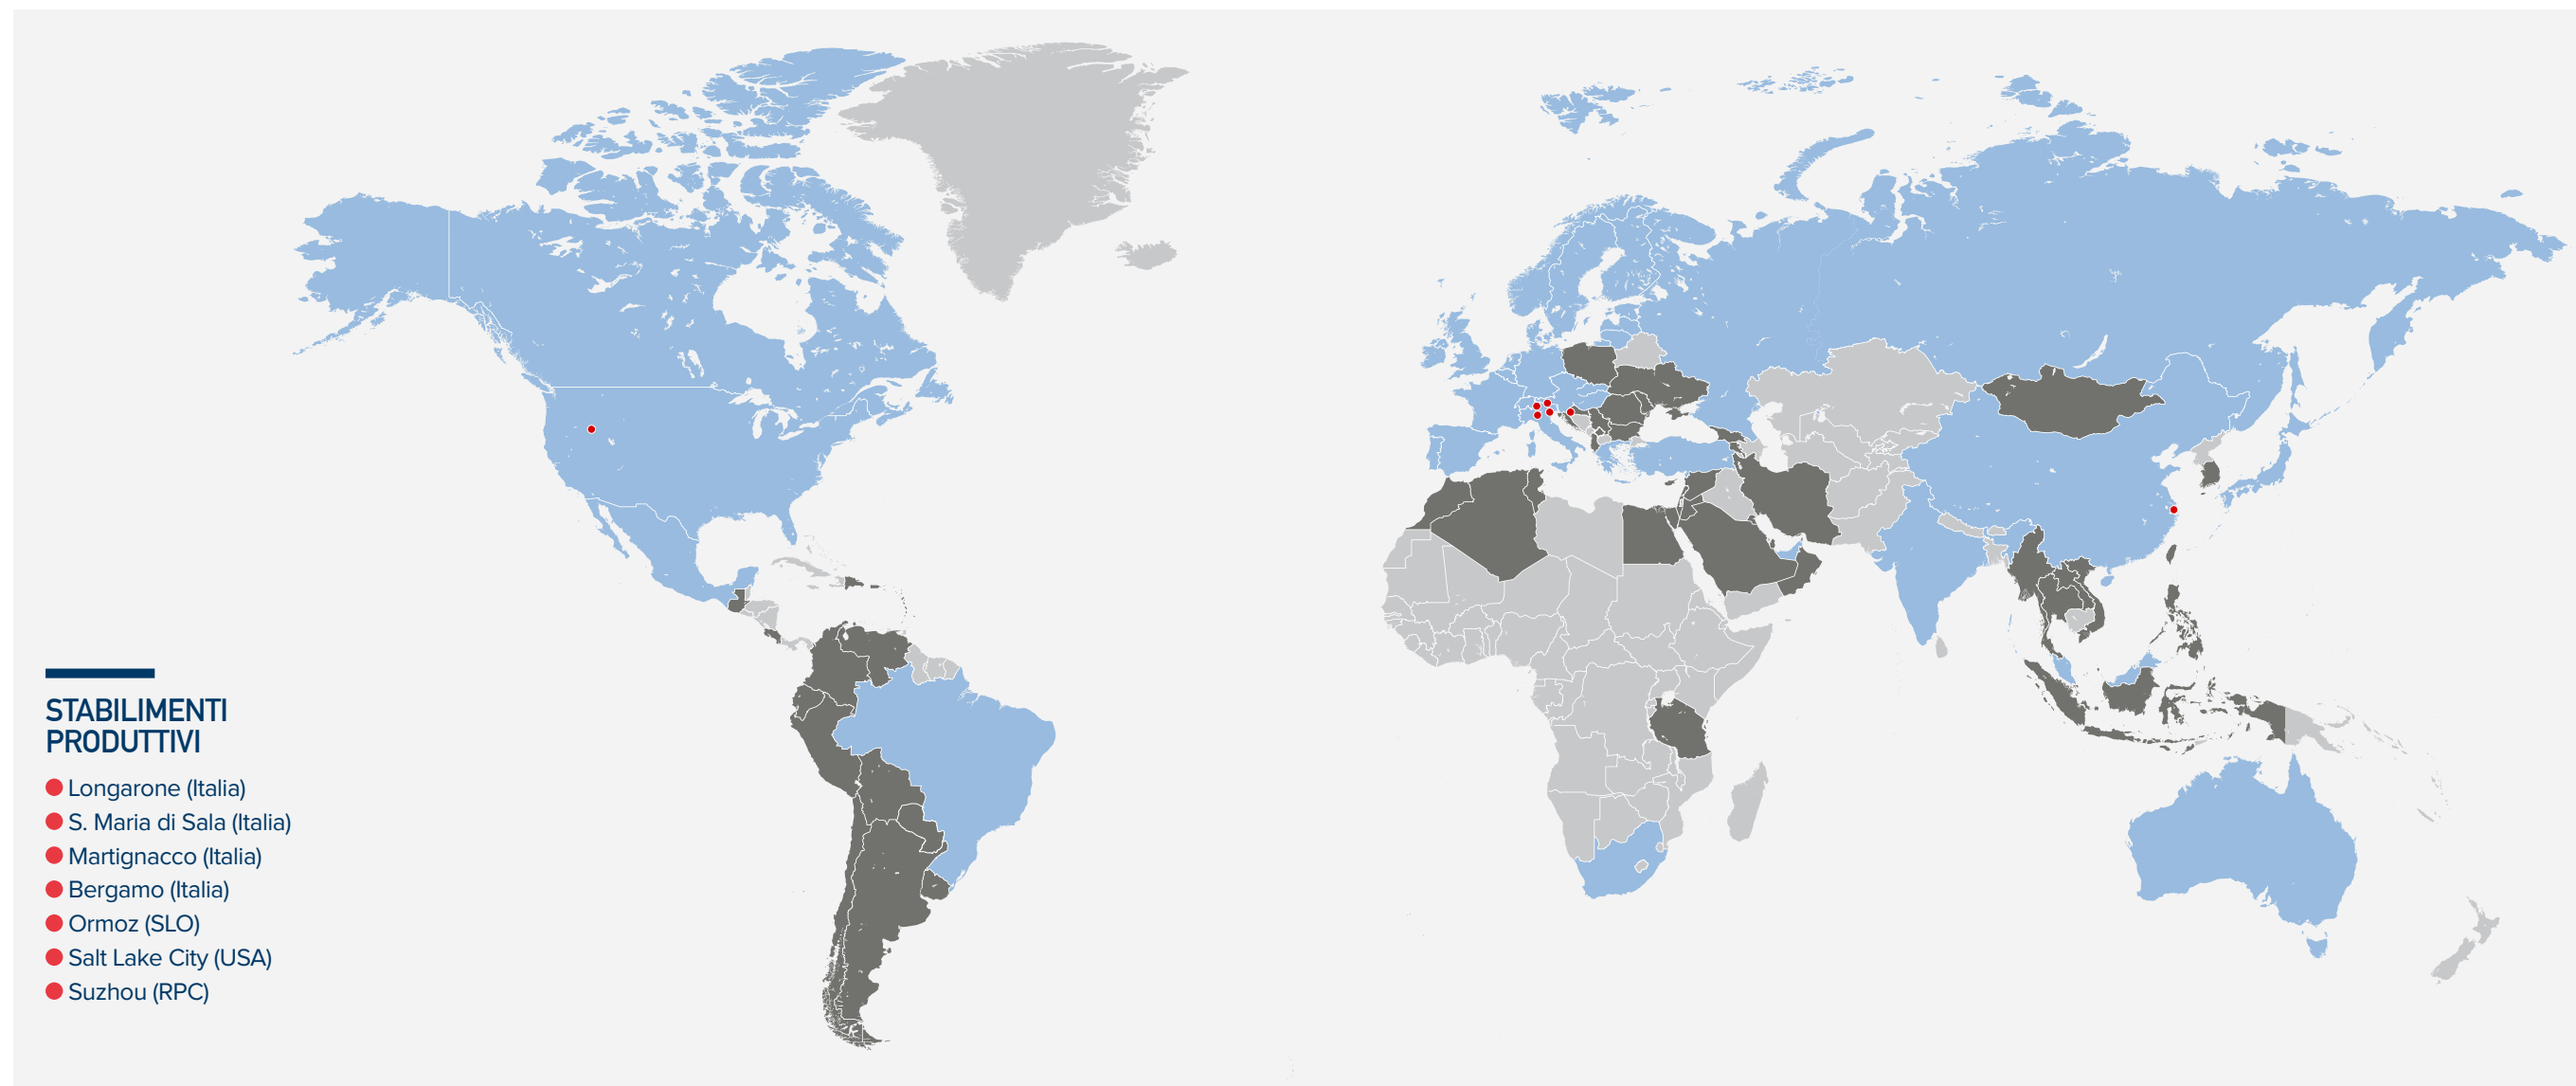 STABILIMENTI
PRODUTTIVI
Longarone (Italia)
S. Maria di Sala (Italia)
Martignacco (Italia)
Bergamo (Italia)
Ormoz (SLO)
Salt Lake City (USA)
Suzhou (RPC)